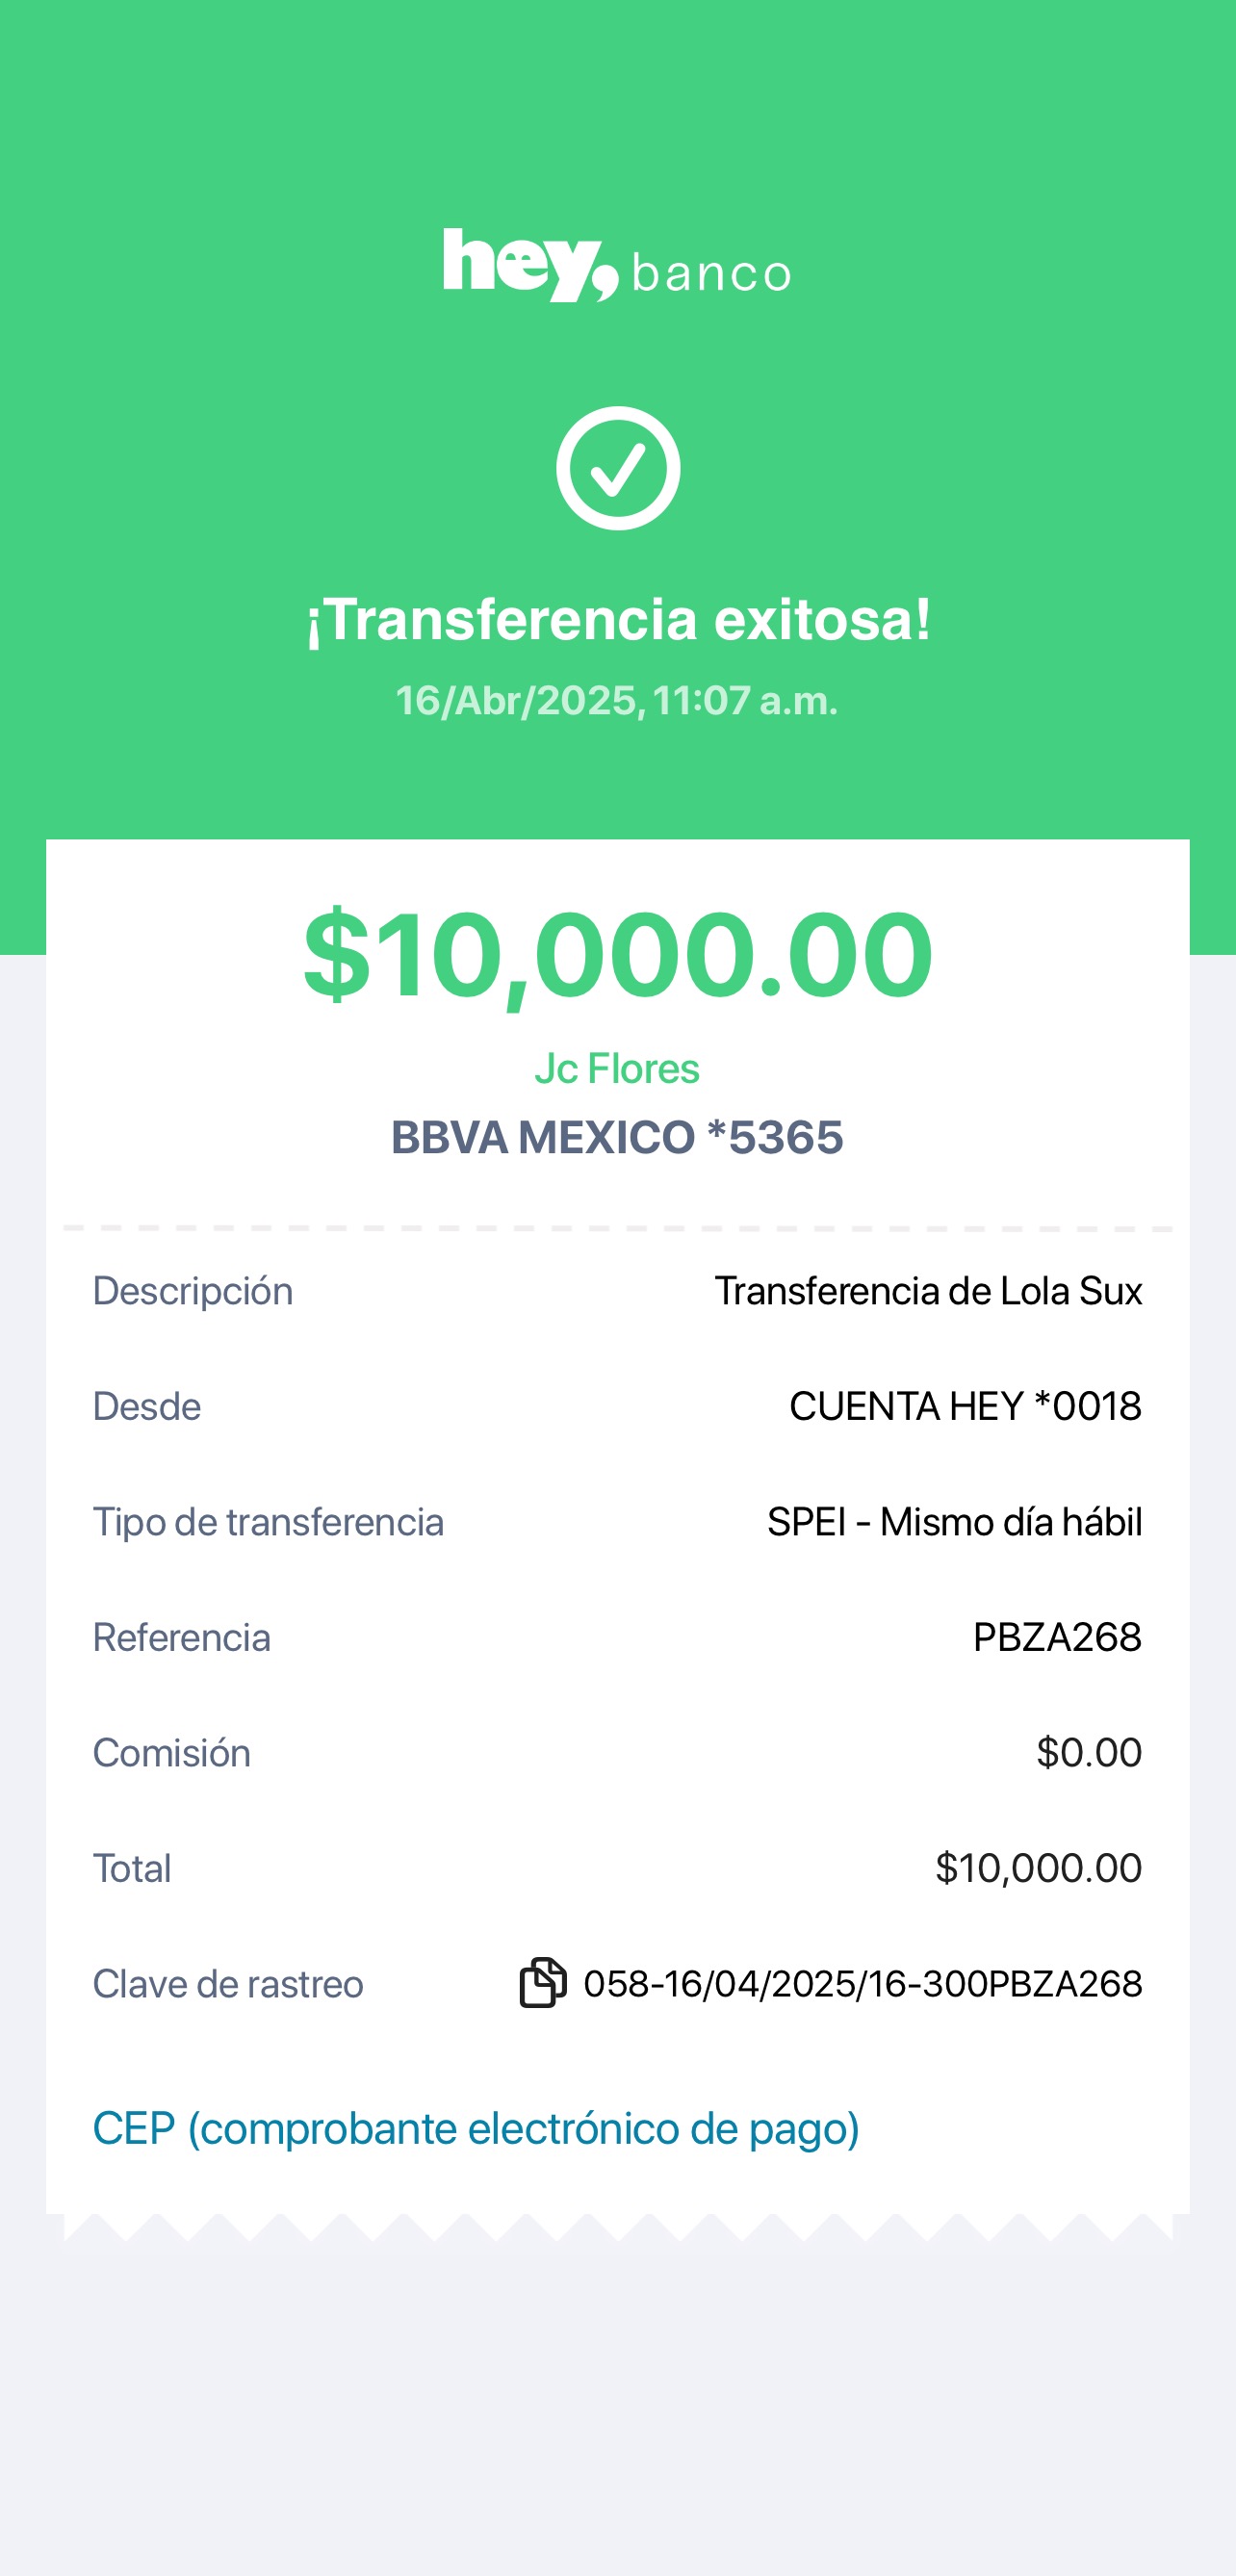 hey, banco
¡Transferencia exitosa!
16/Abr/2025, 11:07 a.m.
$10,000.00
Jc Flores
BBVA MEXICO *5365
Descripción Transferencia de Lola Sux
Desde CUENTA HEY *0018
Tipo de transferencia SPEI - Mismo día hábil
Referencia PBZA268
Comisión $0.00
Total $10,000.00
Clave de rastreo 058-16/04/2025/16-300PBZA268
CEP (comprobante electrónico de pago)